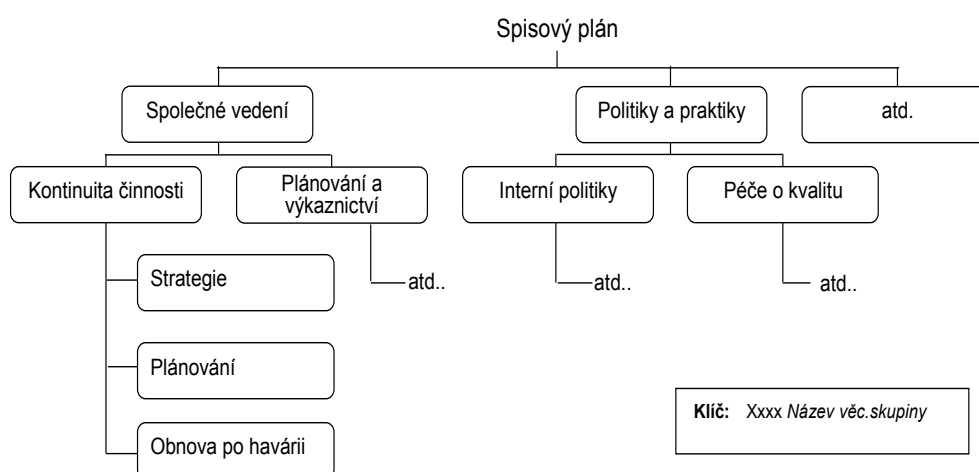 Spisový plán
Společné vedení
Politiky a praktiky
atd.
Kontinuita činnosti
Plánování a
výkaznictví
Interní politiky
Péče o kvalitu
Strategie
atd..
atd..
atd..
Plánování
Obnova po havárii
Klíč: Xxxx Název věc.skupiny